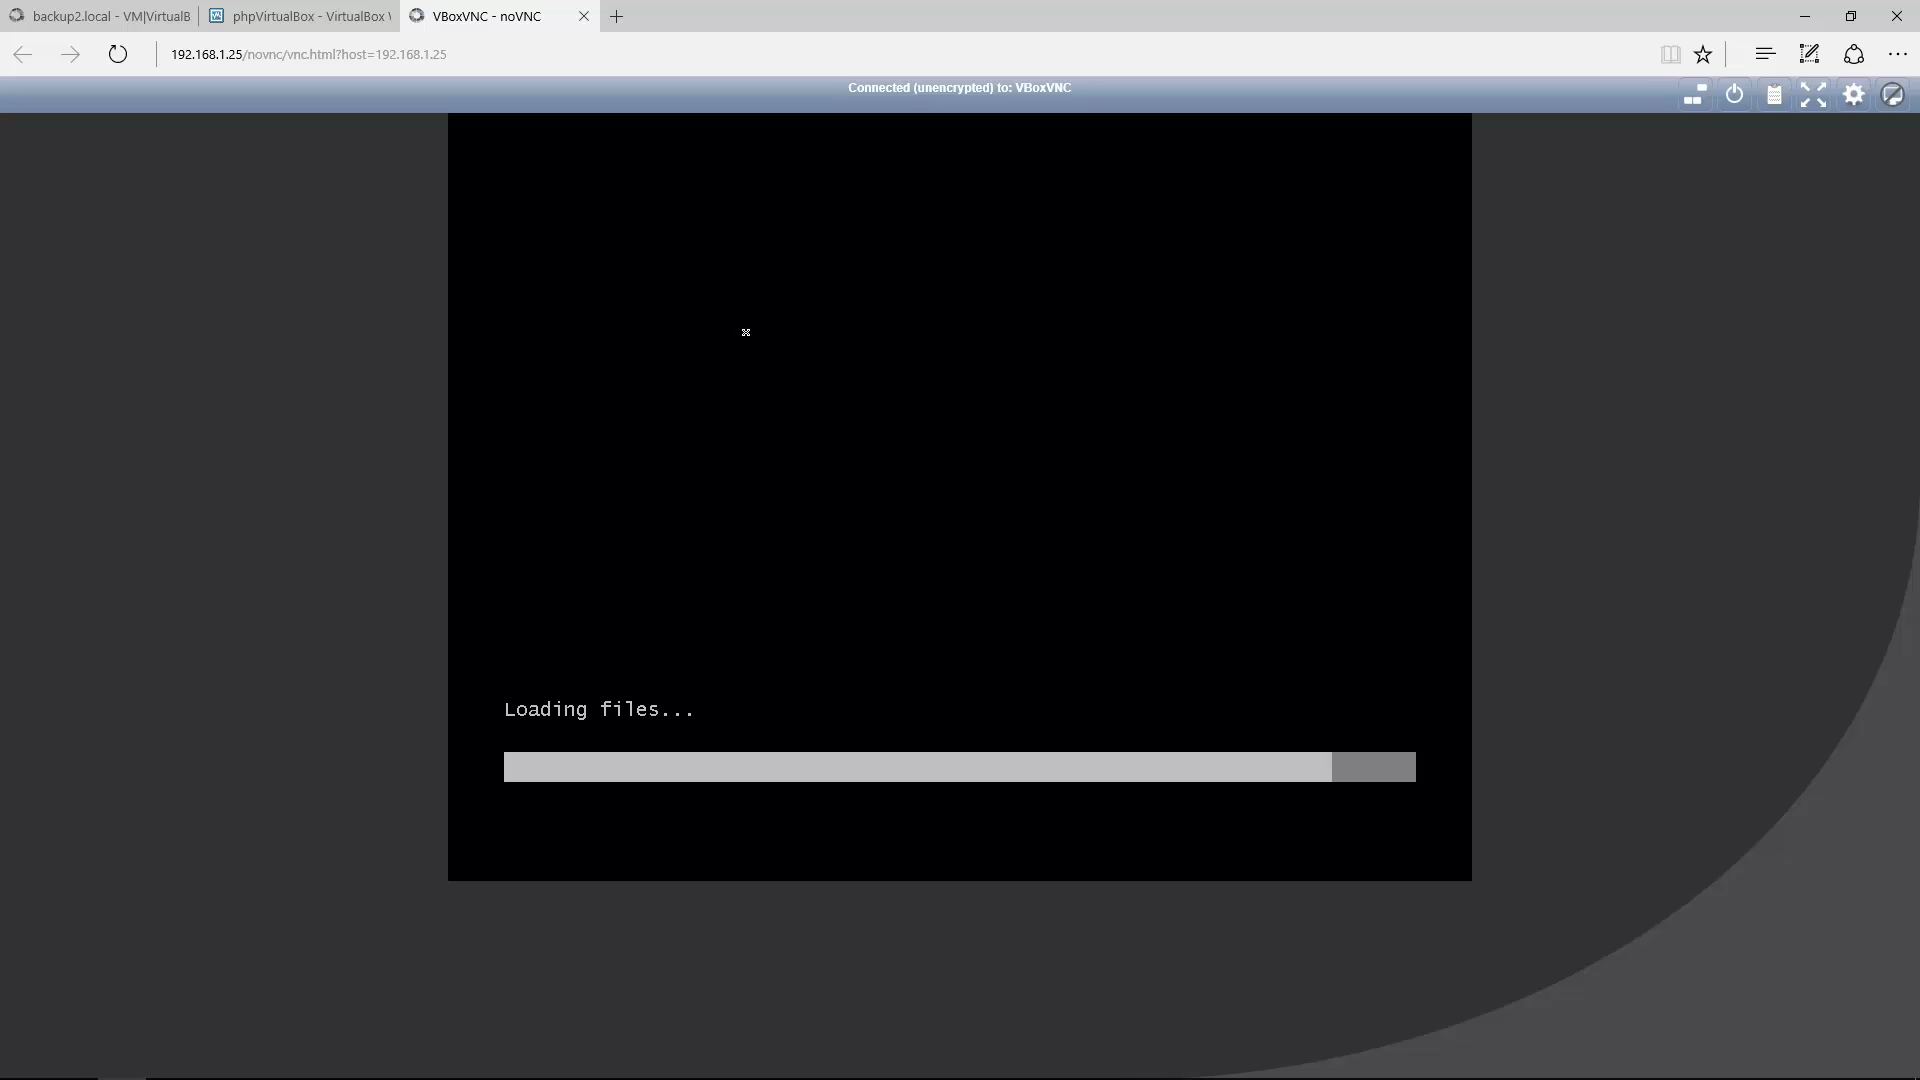 backup2.local - VM|VirtualB
phpVirtualBox - VirtualBox
VBoxVNC - noVNC
192.168.1.25/novnc/vnc.html?host=192.168.1.25
Connected (unencrypted) to: VBoxVNC
Loading files...